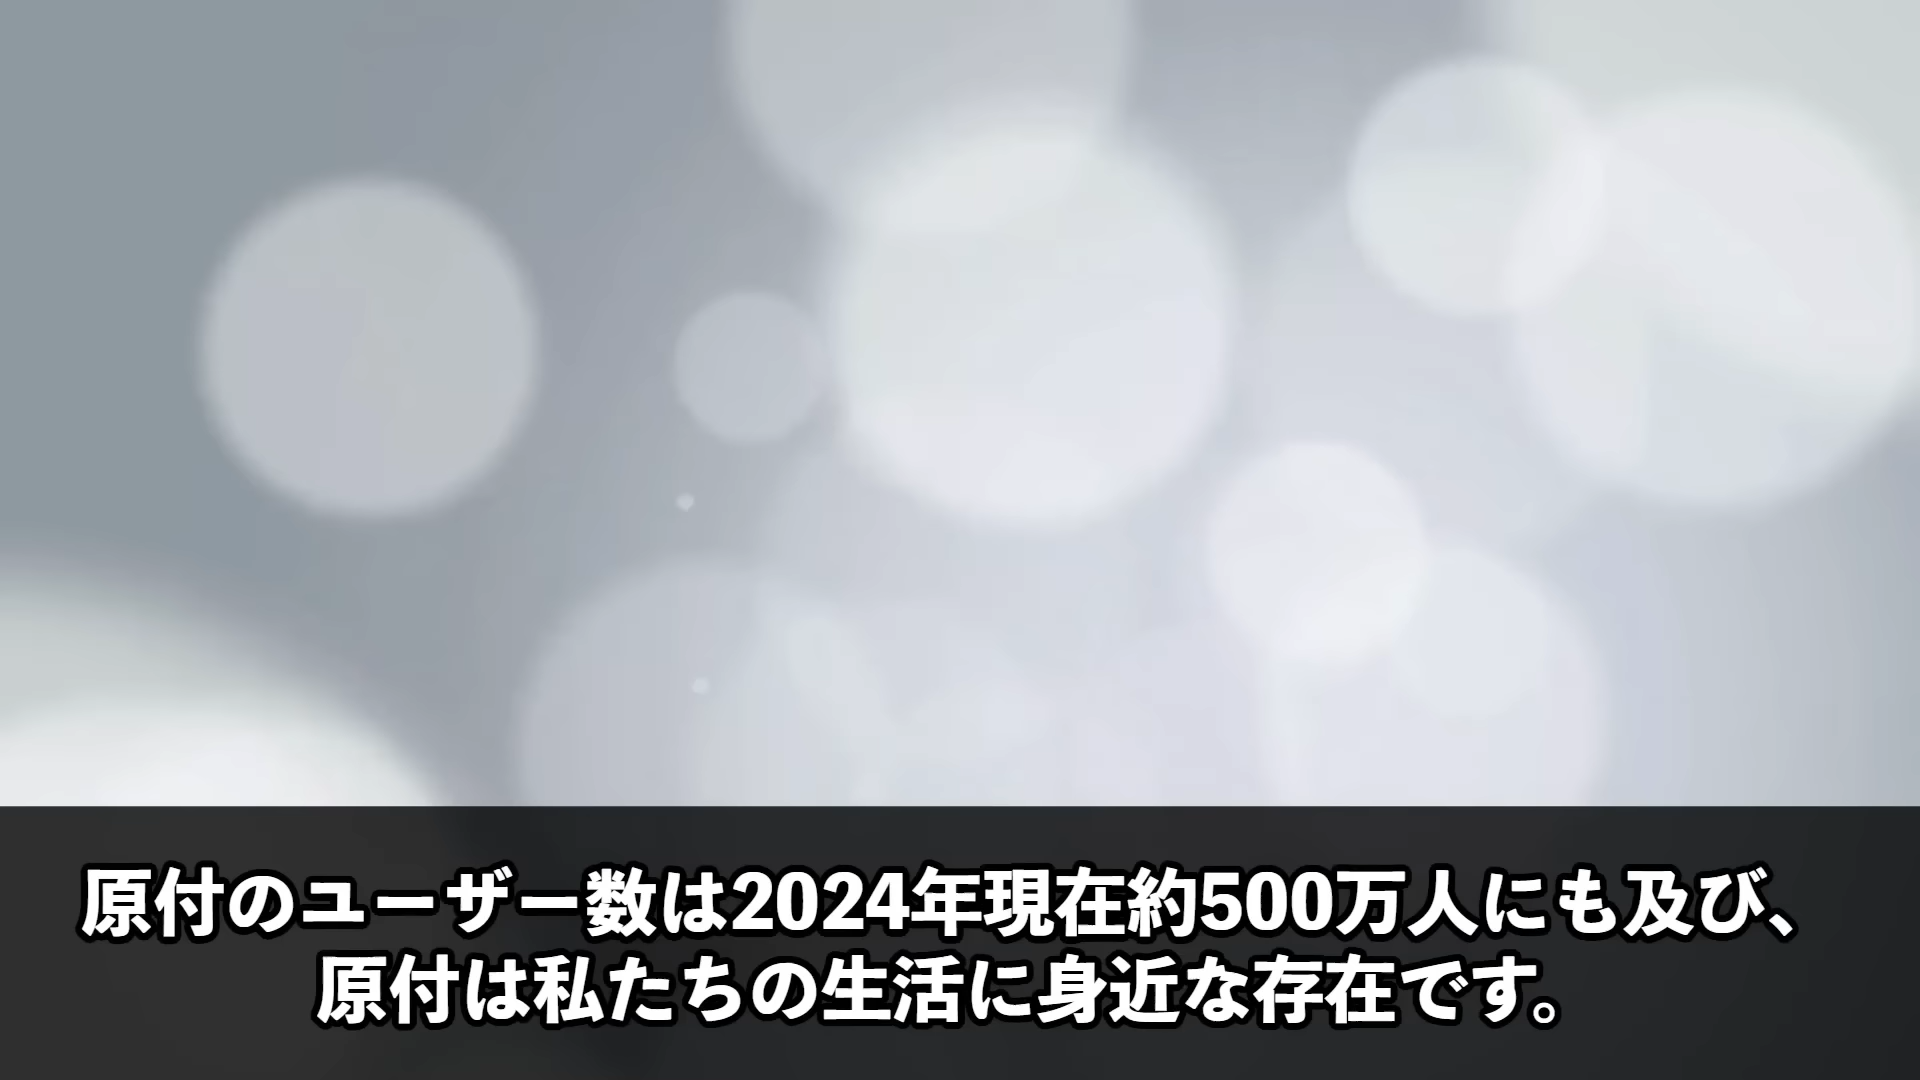 原付のユーザー数は2024年現在約500万人にも及び、
原付は私たちの生活に身近な存在です。